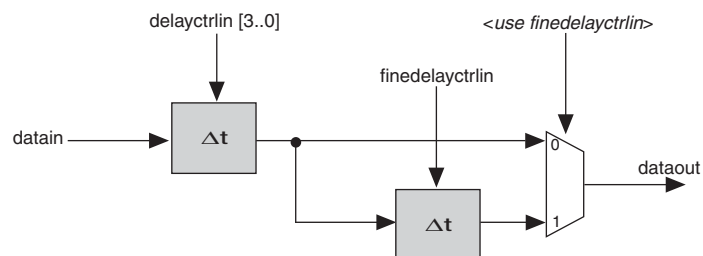 delayctrlin [3..0]
<use finedelayctrlin>
finedelayctrlin
datain
Δt
0
dataout
1
Δt